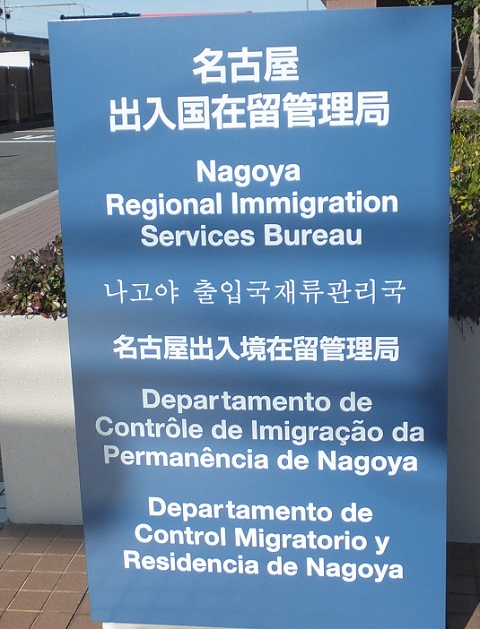 名古屋
出入国在留管理局
Nagoya
Regional Immigration
Services Bureau
나고야 출입국재류관리국
名古屋出入境在留管理局
Departamento de
Contrôle de Imigração da
Permanência de Nagoya
Departamento de
Control Migratorio y
Residencia de Nagoya